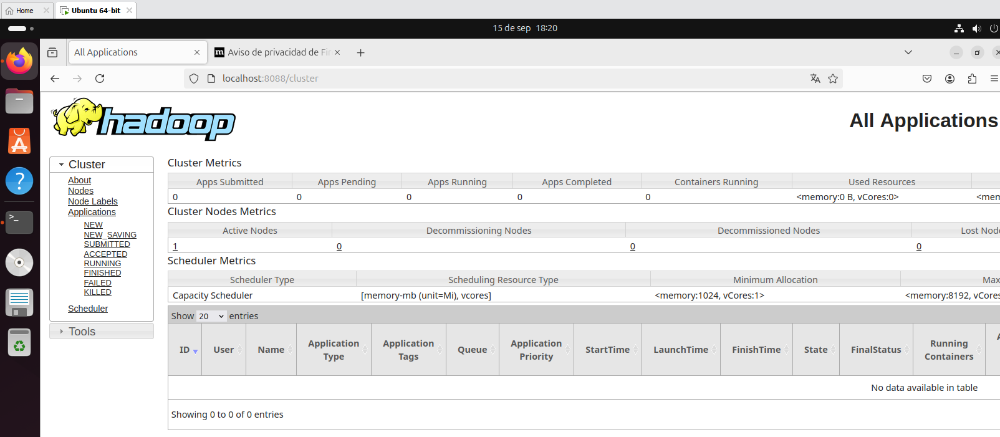 Home
Ubuntu 64-bit
15 de sep 18:20
All Applications
Aviso de privacidad de Fir
localhost:8088/cluster
hadoop
All Applications
Cluster
About
Nodes
Node Labels
Applications
NEW
NEW_SAVING
SUBMITTED
ACCEPTED
RUNNING
FINISHED
FAILED
KILLED
Scheduler
Tools
Cluster Metrics
Apps Submitted Apps Pending Apps Running Apps Completed Containers Running Used Resources
0 0 0 0 0 <memory:0 B, vCores:0> <mem
Cluster Nodes Metrics
Active Nodes Decommissioning Nodes Decommissioned Nodes Lost Node
1 0 0 0
Scheduler Metrics
Scheduler Type Scheduling Resource Type Minimum Allocation Max
Capacity Scheduler [memory-mb (unit=Mi), vcores] <memory:1024, vCores:1> <memory:8192, vCores
Show 20 entries
ID User Name Application Type Application Tags Queue Application Priority StartTime LaunchTime FinishTime State FinalStatus Running Containers A
No data available in table
Showing 0 to 0 of 0 entries